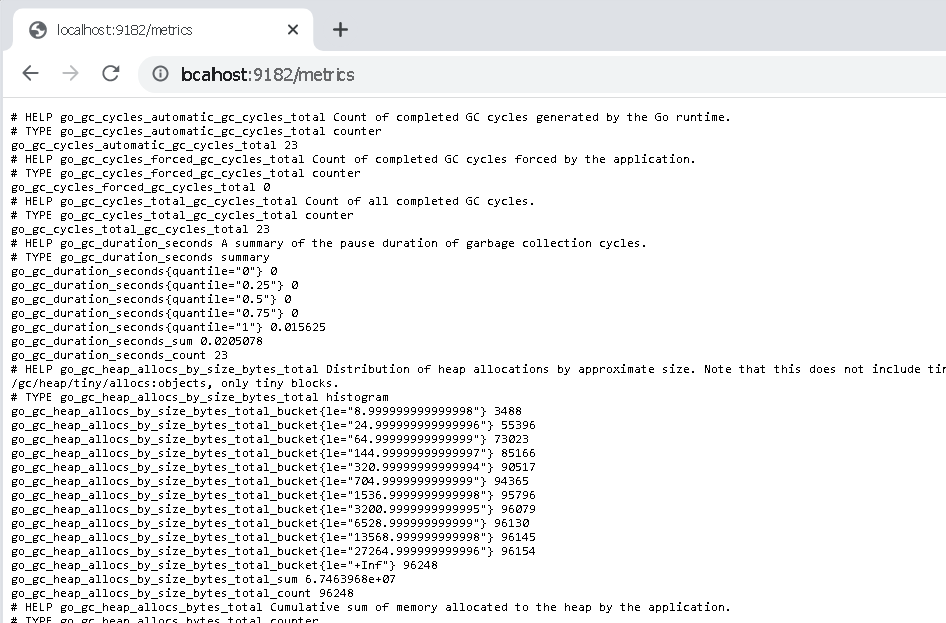 localhost:9182/metrics
localhost:9182/metrics
# HELP go_gc_cycles_automatic_gc_cycles_total Count of completed GC cycles generated by the Go runtime.
# TYPE go_gc_cycles_automatic_gc_cycles_total counter
go_gc_cycles_automatic_gc_cycles_total 23
# HELP go_gc_cycles_forced_gc_cycles_total Count of completed GC cycles forced by the application.
# TYPE go_gc_cycles_forced_gc_cycles_total counter
go_gc_cycles_forced_gc_cycles_total 0
# HELP go_gc_cycles_total_gc_cycles_total Count of all completed GC cycles.
# TYPE go_gc_cycles_total_gc_cycles_total counter
go_gc_cycles_total_gc_cycles_total 23
# HELP go_gc_duration_seconds A summary of the pause duration of garbage collection cycles.
# TYPE go_gc_duration_seconds summary
go_gc_duration_seconds{quantile="0"} 0
go_gc_duration_seconds{quantile="0.25"} 0
go_gc_duration_seconds{quantile="0.5"} 0
go_gc_duration_seconds{quantile="0.75"} 0
go_gc_duration_seconds{quantile="1"} 0.015625
go_gc_duration_seconds_sum 0.0205078
go_gc_duration_seconds_count 23
# HELP go_gc_heap_allocs_by_size_bytes_total Distribution of heap allocations by approximate size. Note that this does not include tin
/gc/heap/tiny/allocs:objects, only tiny blocks.
# TYPE go_gc_heap_allocs_by_size_bytes_total histogram
go_gc_heap_allocs_by_size_bytes_total_bucket{le="8.999999999999998"} 3488
go_gc_heap_allocs_by_size_bytes_total_bucket{le="24.999999999999996"} 55396
go_gc_heap_allocs_by_size_bytes_total_bucket{le="64.99999999999999"} 73023
go_gc_heap_allocs_by_size_bytes_total_bucket{le="144.99999999999997"} 85166
go_gc_heap_allocs_by_size_bytes_total_bucket{le="320.99999999999994"} 90517
go_gc_heap_allocs_by_size_bytes_total_bucket{le="704.9999999999999"} 94365
go_gc_heap_allocs_by_size_bytes_total_bucket{le="1536.9999999999998"} 95796
go_gc_heap_allocs_by_size_bytes_total_bucket{le="3200.9999999999995"} 96079
go_gc_heap_allocs_by_size_bytes_total_bucket{le="6528.999999999999"} 96130
go_gc_heap_allocs_by_size_bytes_total_bucket{le="13568.999999999998"} 96145
go_gc_heap_allocs_by_size_bytes_total_bucket{le="27264.999999999996"} 96154
go_gc_heap_allocs_by_size_bytes_total_bucket{le="+Inf"} 96248
go_gc_heap_allocs_by_size_bytes_total_sum 6.7463968e+07
go_gc_heap_allocs_by_size_bytes_total_count 96248
# HELP go_gc_heap_allocs_bytes_total Cumulative sum of memory allocated to the heap by the application.
# TYPE go_gc_heap_allocs_bytes_total counter